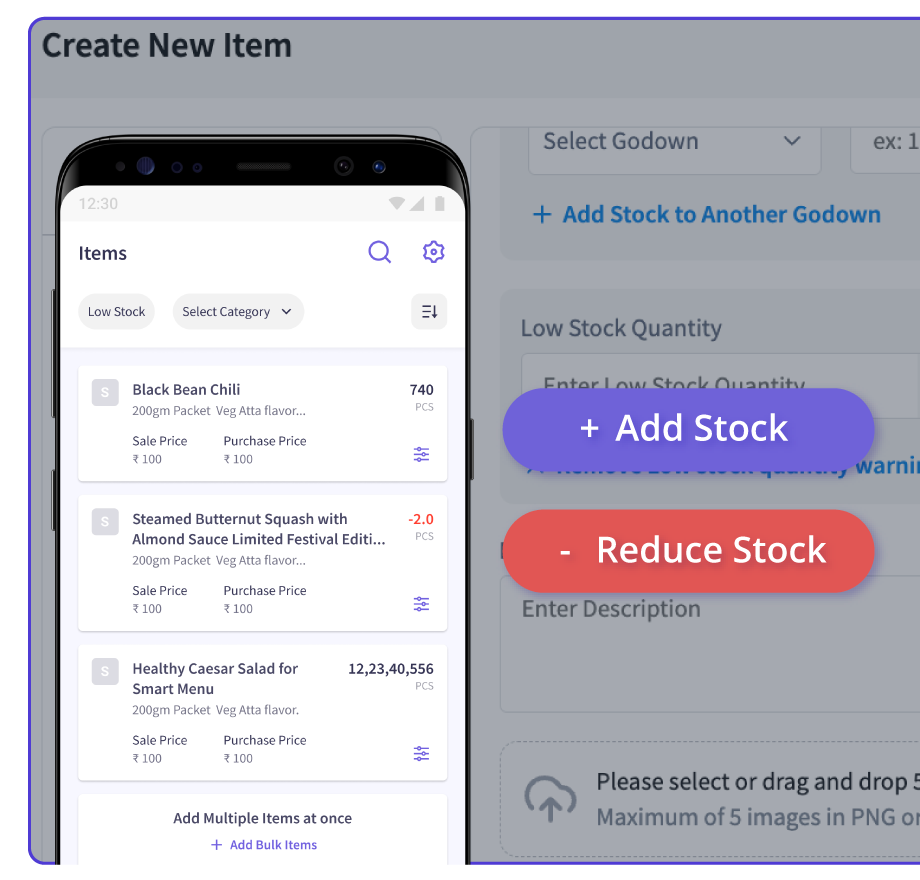 Create New Item
Select Godown
ex: 1
+ Add Stock to Another Godown
Low Stock Quantity
Enter Low Stock Quantity
+ Add Stock
Remove Low stock quantity
- Reduce Stock
Enter Description
Please select or drag and drop 5
Maximum of 5 images in PNG or
12:30
Items
Low Stock
Select Category
S
Black Bean Chili
740
200gm Packet Veg Atta flavor...
PCS
Sale Price
Purchase Price
₹ 100
₹ 100
S
Steamed Butternut Squash with
-2.0
Almond Sauce Limited Festival Editi...
PCS
200gm Packet Veg Atta flavor...
Sale Price
Purchase Price
₹ 100
₹ 100
S
Healthy Caesar Salad for
12,23,40,556
Smart Menu
PCS
200gm Packet Veg Atta flavor.
Sale Price
Purchase Price
₹ 100
₹ 100
Add Multiple Items at once
+ Add Bulk Items